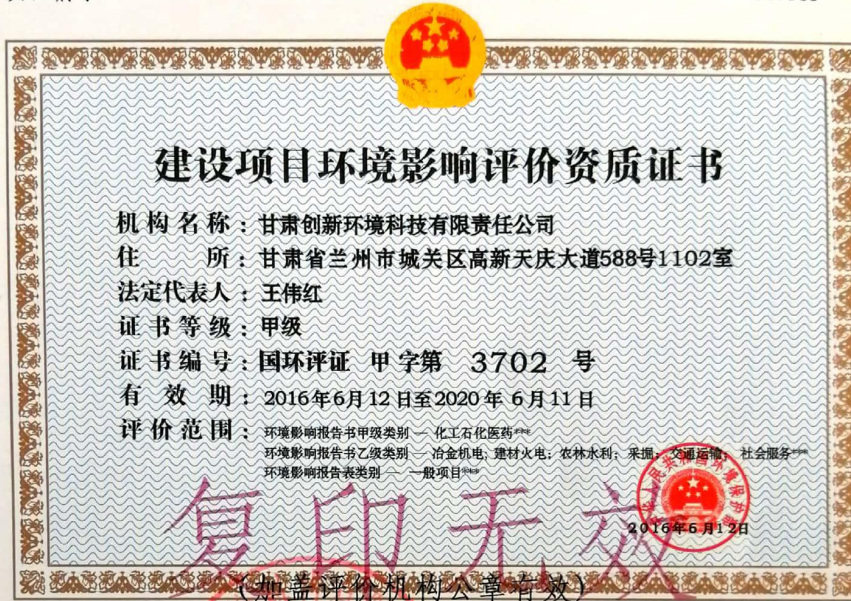 建设项目环境影响评价资质证书
机构名称：甘肃创新环境科技有限责任公司
住所：甘肃省兰州市城关区高新天庆大道588号1102室
法定代表人：王伟红
证书等级：甲级
证书编号：国环评证 甲字第 3702 号
有效期：2016年6月12日至2020年6月11日
评价范围：环境影响报告书甲级类别 — 化工石化医药***
环境影响报告书乙级类别 — 冶金机电；建材火电；农林水利；采掘；交通运输；社会服务***
环境影响报告表类别 — 一般项目***
2016年6月12日
复印无效
（加盖评价机构公章有效）